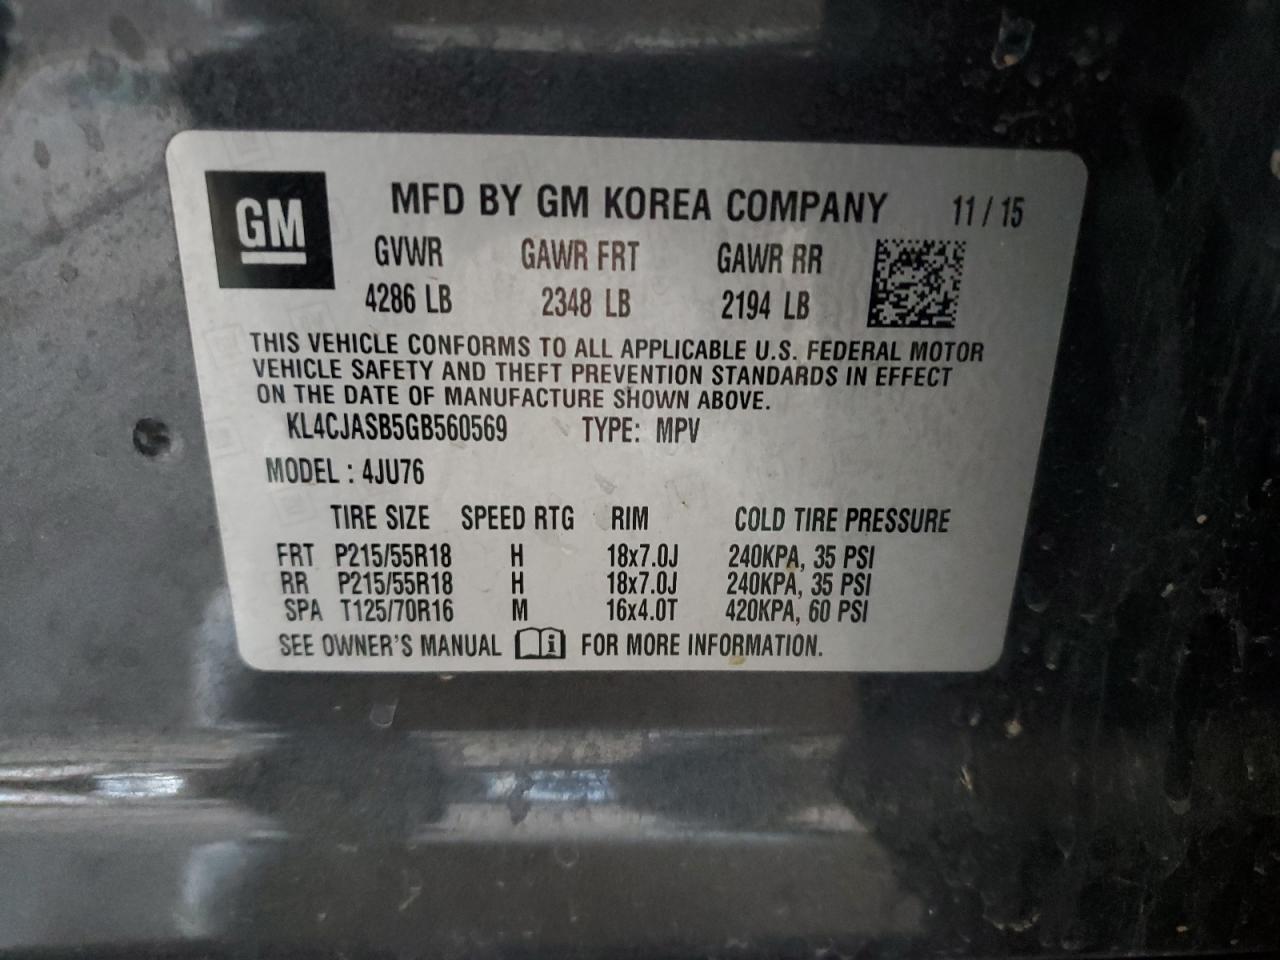 GM
MFD BY GM KOREA COMPANY 11 / 15
GVWR GAWR FRT GAWR RR
4286 LB 2348 LB 2194 LB
THIS VEHICLE CONFORMS TO ALL APPLICABLE U.S. FEDERAL MOTOR
VEHICLE SAFETY AND THEFT PREVENTION STANDARDS IN EFFECT
ON THE DATE OF MANUFACTURE SHOWN ABOVE.
KL4CJASB5GB560569 TYPE: MPV
MODEL : 4JU76
TIRE SIZE SPEED RTG RIM COLD TIRE PRESSURE
FRT P215/55R18 H 18x7.0J 240KPA, 35 PSI
RR P215/55R18 H 18x7.0J 240KPA, 35 PSI
SPA T125/70R16 M 16x4.0T 420KPA, 60 PSI
SEE OWNER'S MANUAL i FOR MORE INFORMATION.